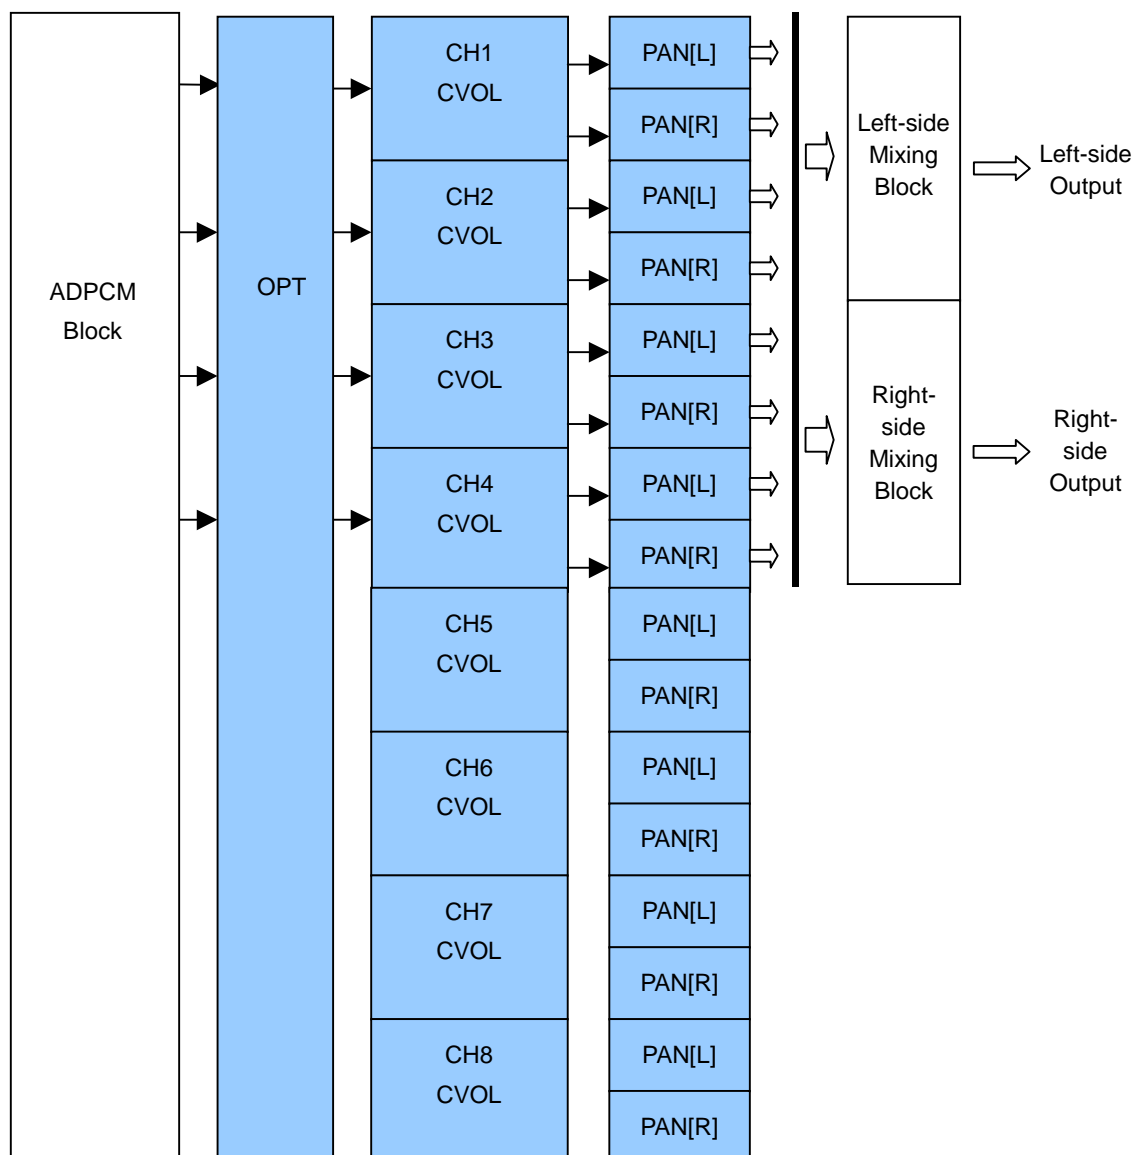 ADPCM
Block
OPT
CH1
CVOL
CH2
CVOL
CH3
CVOL
CH4
CVOL
CH5
CVOL
CH6
CVOL
CH7
CVOL
CH8
CVOL
PAN[L]
PAN[R]
PAN[L]
PAN[R]
PAN[L]
PAN[R]
PAN[L]
PAN[R]
PAN[L]
PAN[R]
PAN[L]
PAN[R]
PAN[L]
PAN[R]
PAN[L]
PAN[R]
Left-side
Mixing
Block
Right-
side
Mixing
Block
Left-side
Output
Right-
side
Output